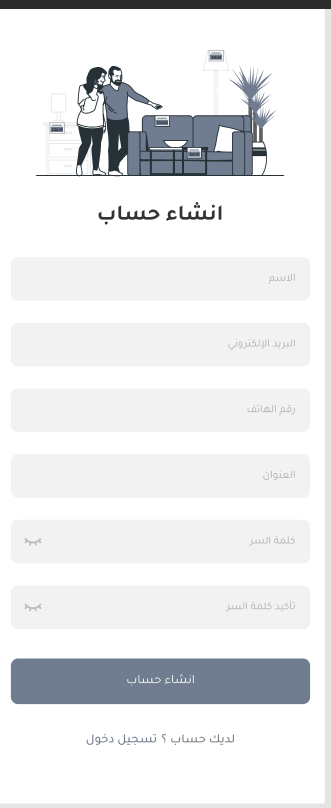 انشاء حساب
الاسم
البريد الإلكتروني
رقم الهاتف
العنوان
كلمة السر
تأكيد كلمة السر
انشاء حساب
لديك حساب ؟ تسجيل دخول